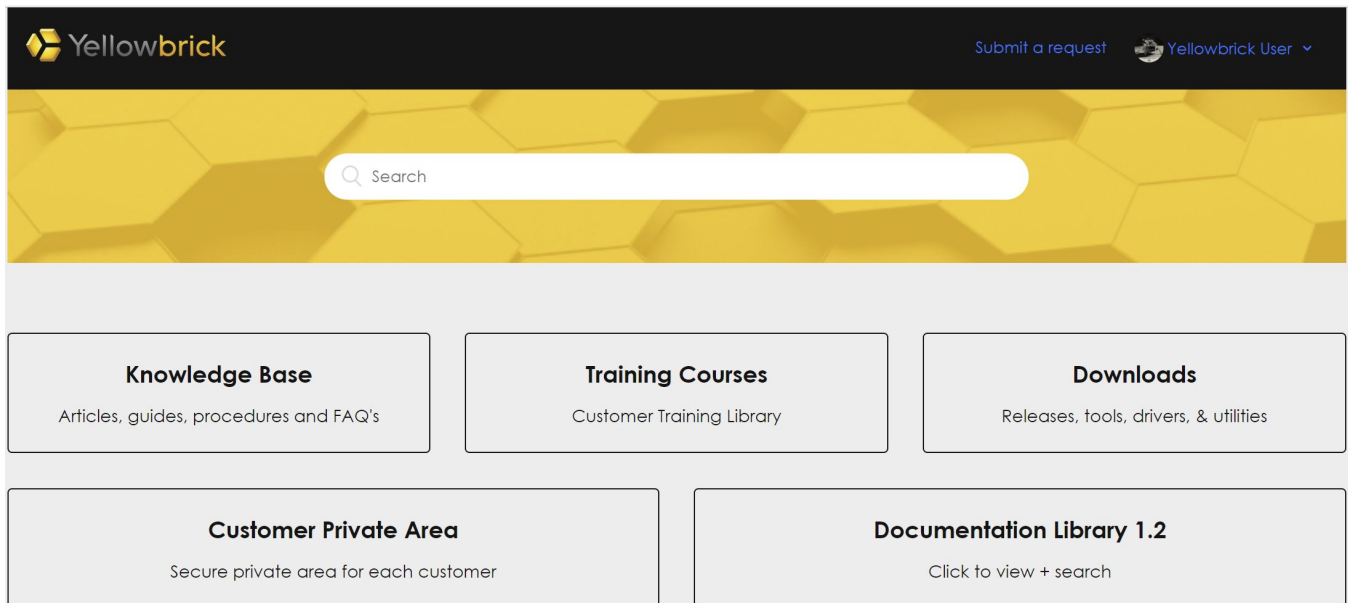 Yellowbrick
Submit a request
Yellowbrick User
Search
Knowledge Base
Articles, guides, procedures and FAQ's
Training Courses
Customer Training Library
Downloads
Releases, tools, drivers, & utilities
Customer Private Area
Secure private area for each customer
Documentation Library 1.2
Click to view + search